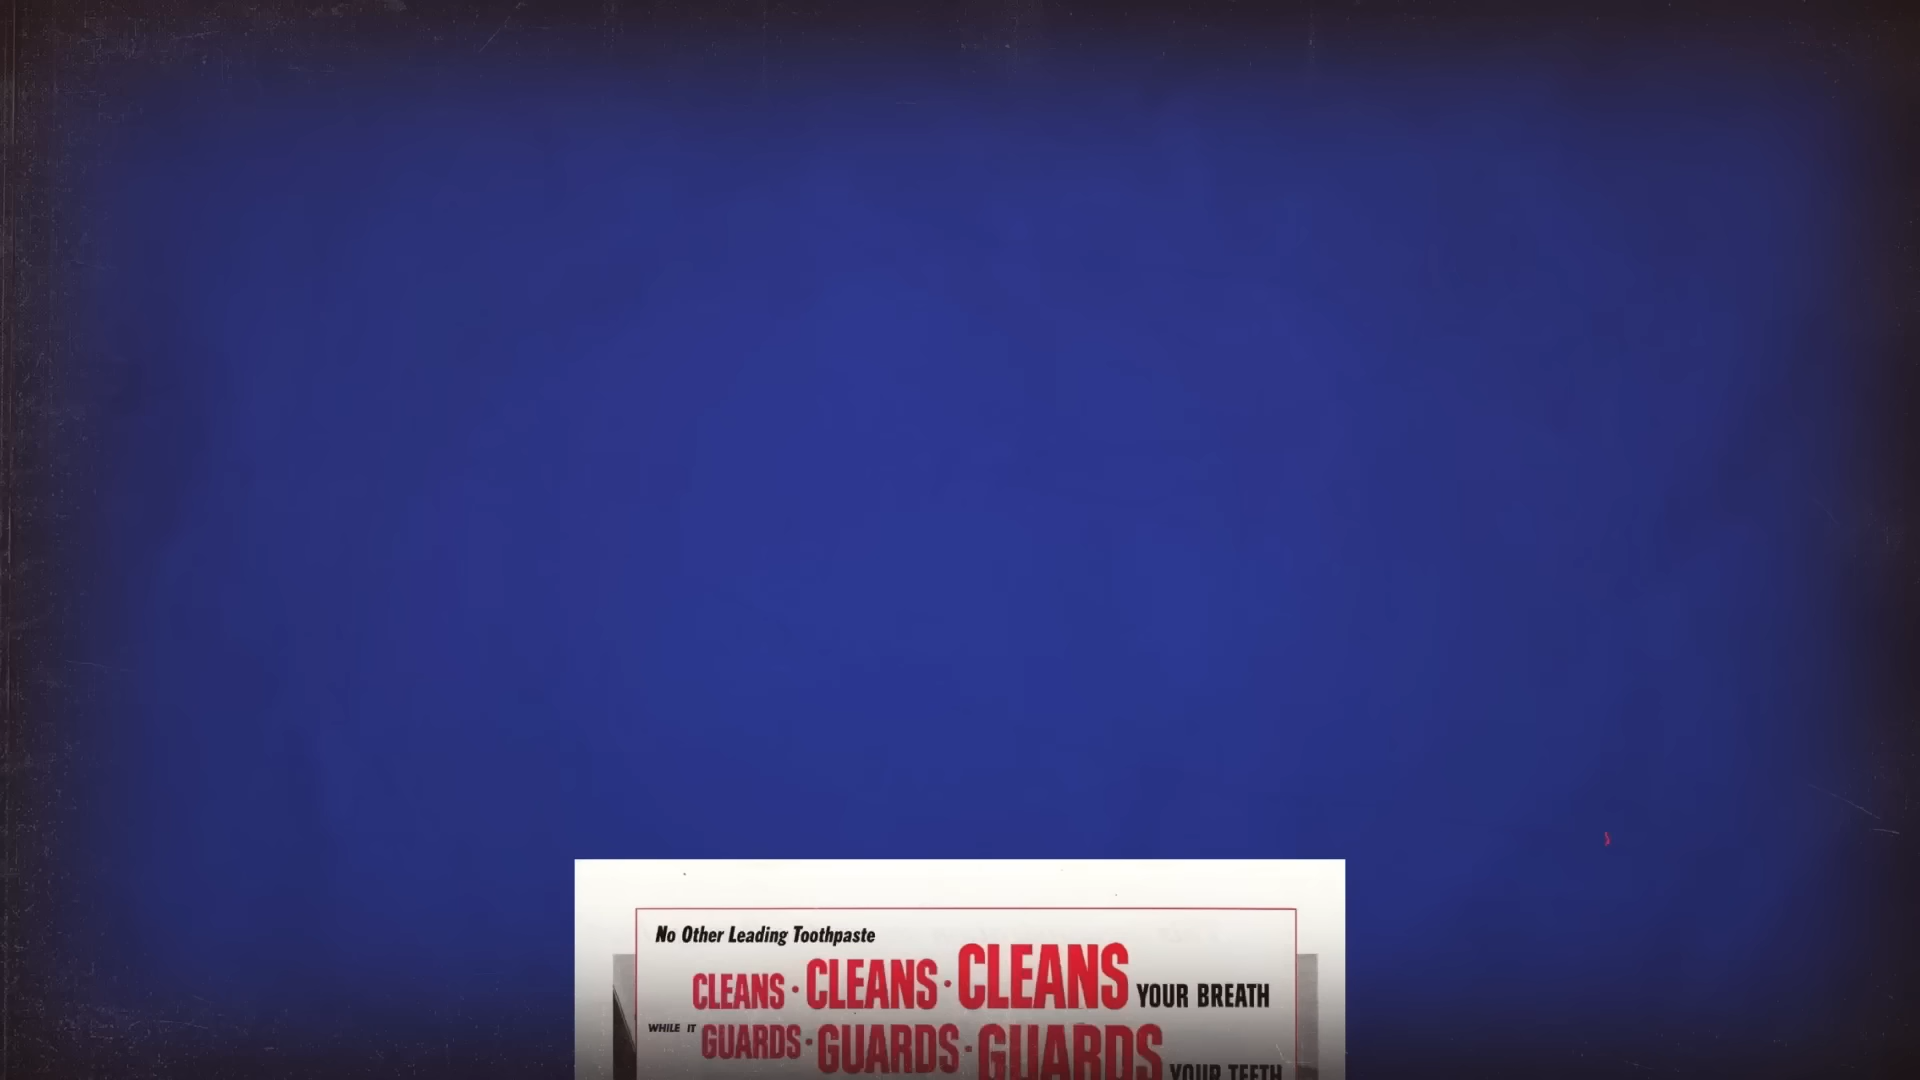 No Other Leading Toothpaste
CLEANS · CLEANS · CLEANS YOUR BREATH
WHILE IT GUARDS · GUARDS · GUARDS YOUR TEETH